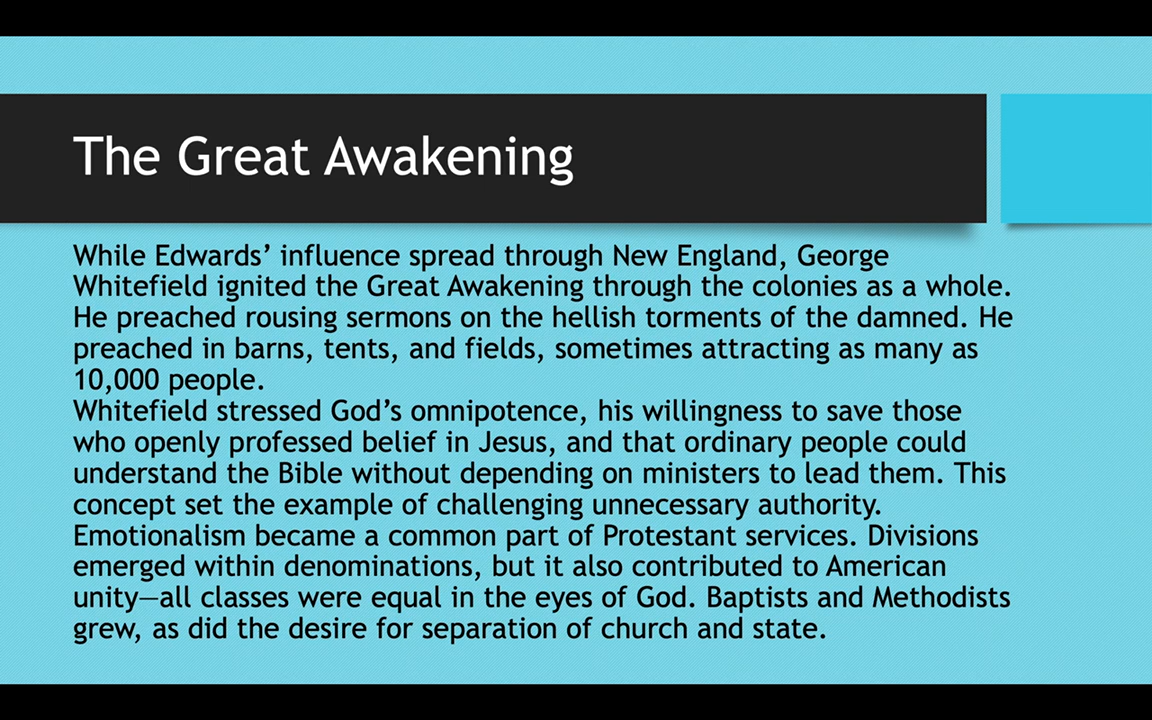 The Great Awakening
While Edwards’ influence spread through New England, George
Whitefield ignited the Great Awakening through the colonies as a whole.
He preached rousing sermons on the hellish torments of the damned. He
preached in barns, tents, and fields, sometimes attracting as many as
10,000 people.
Whitefield stressed God’s omnipotence, his willingness to save those
who openly professed belief in Jesus, and that ordinary people could
understand the Bible without depending on ministers to lead them. This
concept set the example of challenging unnecessary authority.
Emotionalism became a common part of Protestant services. Divisions
emerged within denominations, but it also contributed to American
unity—all classes were equal in the eyes of God. Baptists and Methodists
grew, as did the desire for separation of church and state.